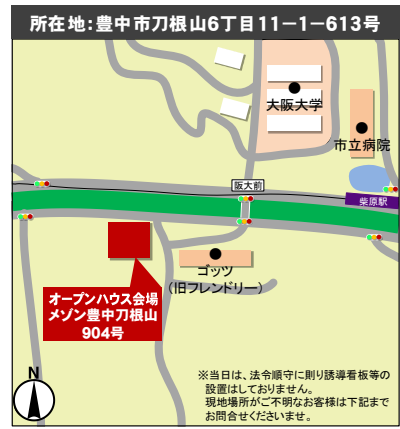 所在地:豊中市刀根山6丁目11－1－613号
大阪大学
市立病院
阪大前
柴原駅
ゴッツ
(旧フレンドリー)
オープンハウス会場
メゾン豊中刀根山
904号
N
※当日は、法令順守に則り誘導看板等の
設置はしておりません。
現地場所がご不明なお客様は下記まで
お問合せくださいませ。